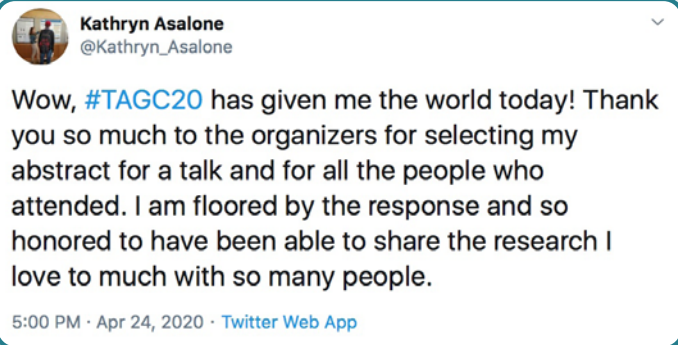 Kathryn Asalone
@Kathryn_Asalone
Wow, #TAGC20 has given me the world today! Thank
you so much to the organizers for selecting my
abstract for a talk and for all the people who
attended. I am floored by the response and so
honored to have been able to share the research I
love to much with so many people.
5:00 PM · Apr 24, 2020 · Twitter Web App